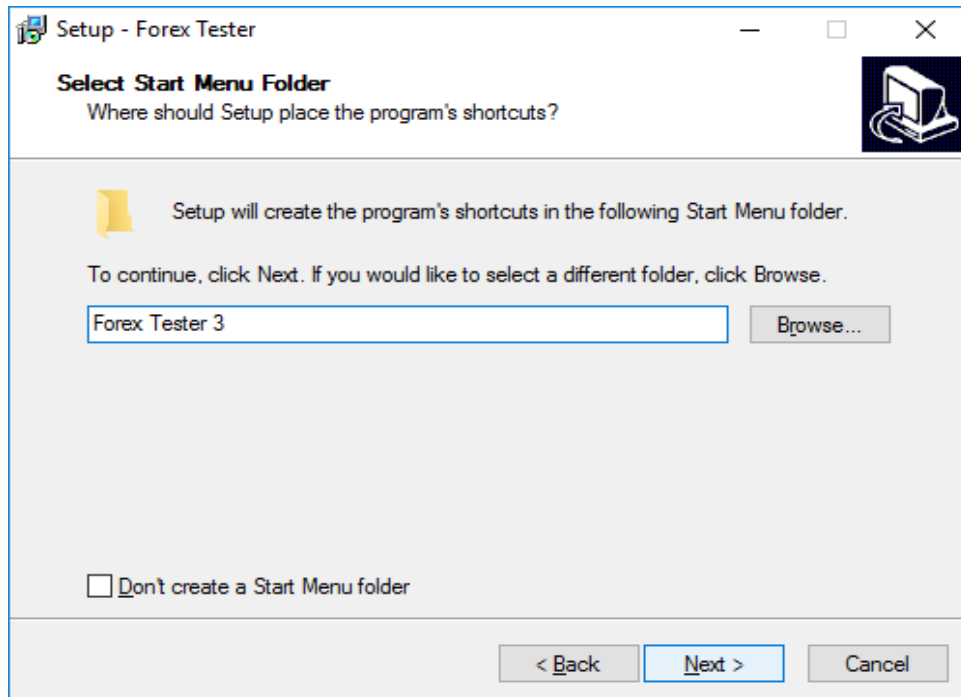 Setup - Forex Tester
Select Start Menu Folder
Where should Setup place the program's shortcuts?
Setup will create the program's shortcuts in the following Start Menu folder.
To continue, click Next. If you would like to select a different folder, click Browse.
Forex Tester 3
Browse...
Don't create a Start Menu folder
< Back
Next >
Cancel